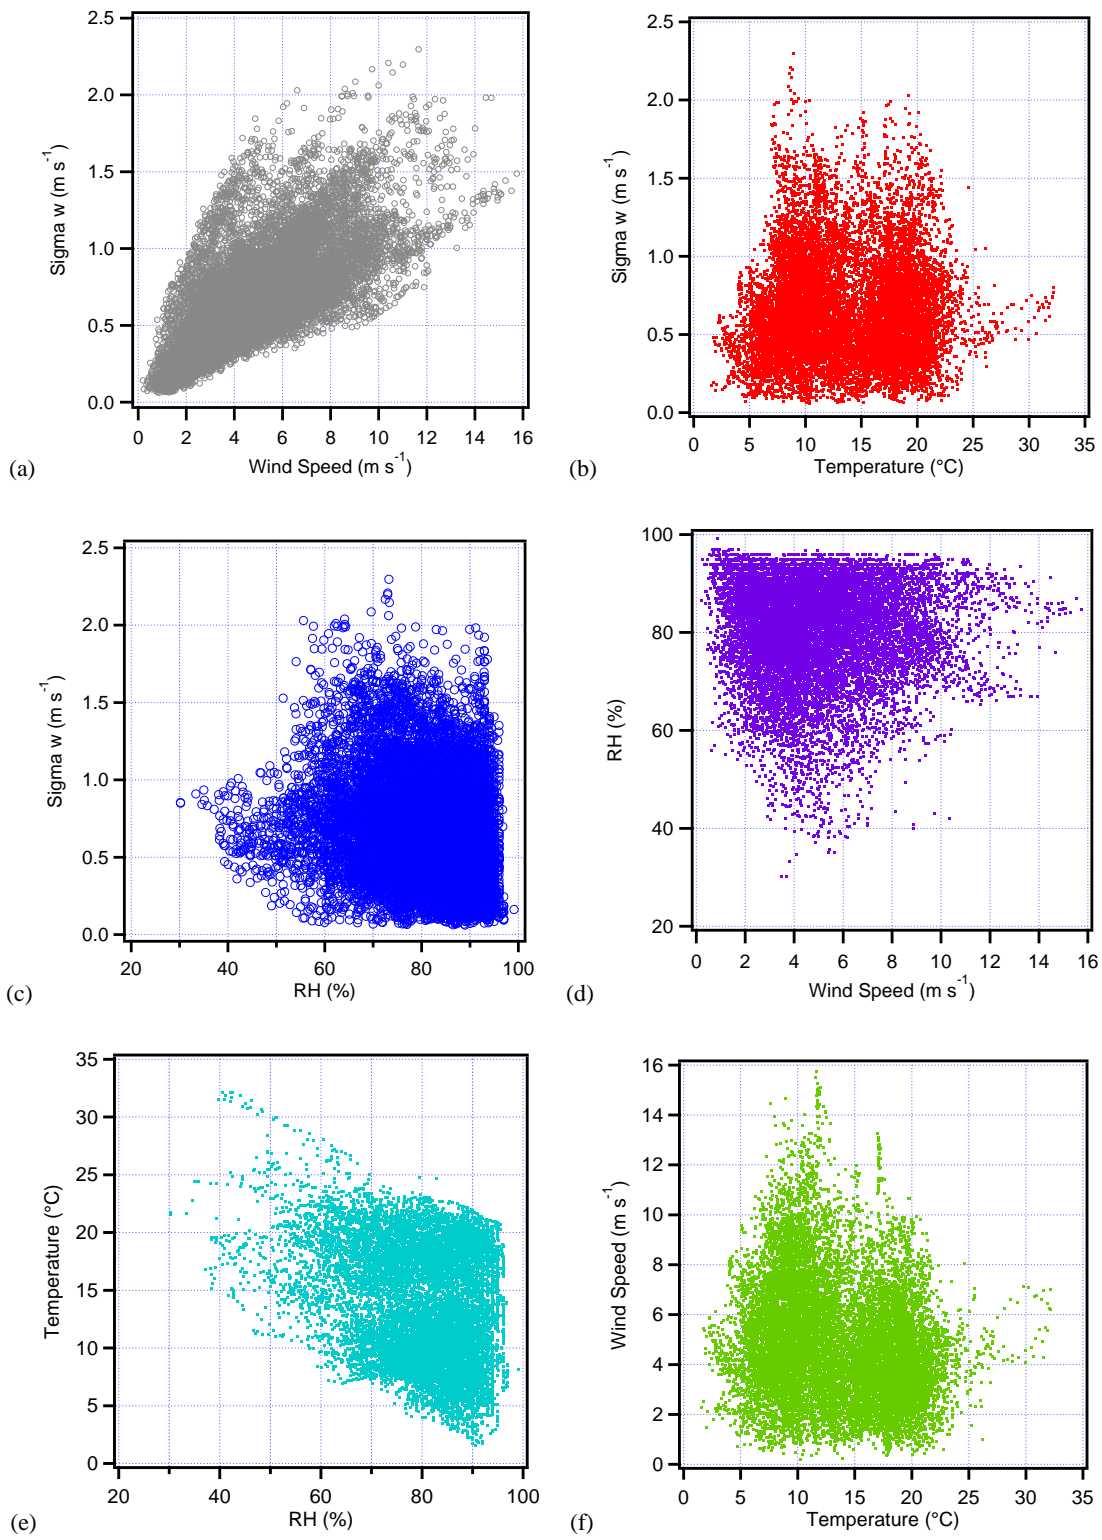 2.5
2.0
1.5
1.0
0.5
0.0
Sigma w (m s-1)
0 2 4 6 8 10 12 14 16
Wind Speed (m s-1)
(a)
2.5
2.0
1.5
1.0
0.5
0.0
Sigma w (m s-1)
0 5 10 15 20 25 30 35
Temperature (°C)
(b)
2.5
2.0
1.5
1.0
0.5
0.0
Sigma w (m s-1)
20 40 60 80 100
RH (%)
(c)
100
80
60
40
20
RH (%)
0 2 4 6 8 10 12 14 16
Wind Speed (m s-1)
(d)
35
30
25
20
15
10
5
0
Temperature (°C)
20 40 60 80 100
RH (%)
(e)
16
14
12
10
8
6
4
2
0
Wind Speed (m s-1)
0 5 10 15 20 25 30 35
Temperature (°C)
(f)